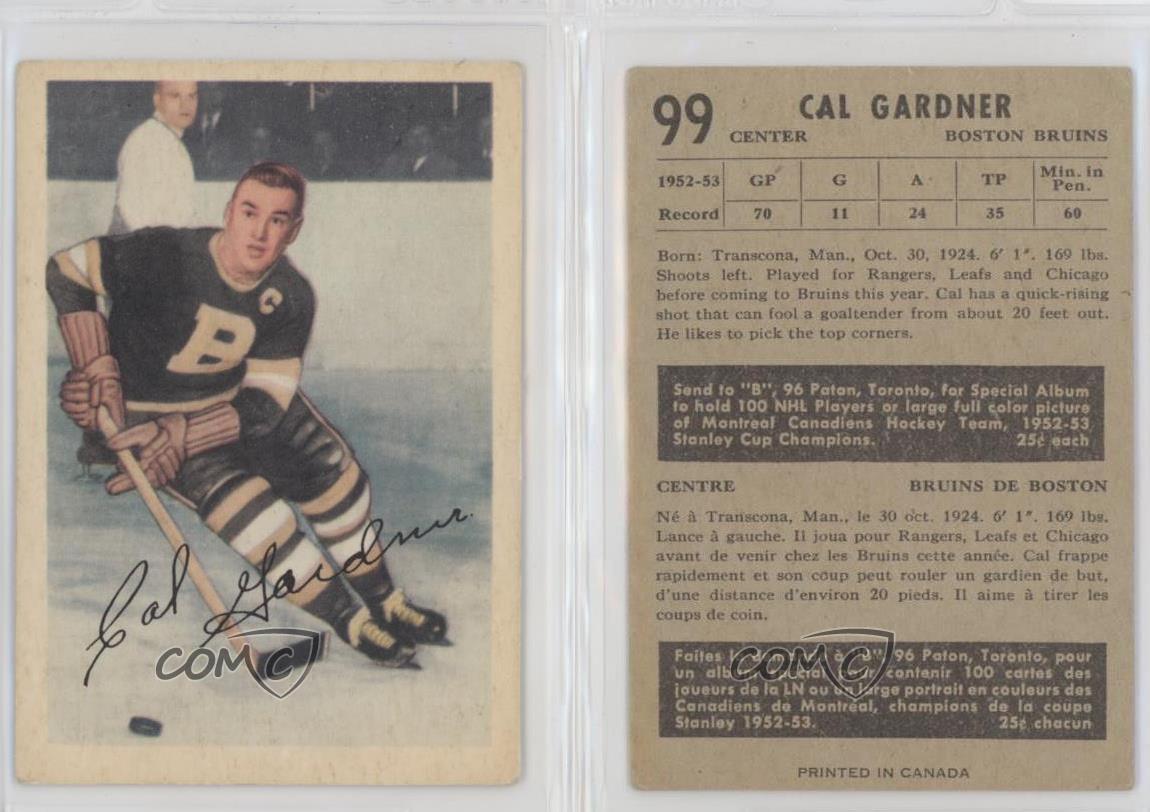 C
B
Cal Gardner
COMC
99 CAL GARDNER
CENTER BOSTON BRUINS
1952-53 GP G A TP Min. in Pen.
Record 70 11 24 35 60
Born: Transcona, Man., Oct. 30, 1924. 6′ 1″. 169 lbs.
Shoots left. Played for Rangers, Leafs and Chicago
before coming to Bruins this year. Cal has a quick-rising
shot that can fool a goaltender from about 20 feet out.
He likes to pick the top corners.
Send to "B", 96 Paton, Toronto, for Special Album
to hold 100 NHL Players or large full color picture
of Montreal Canadiens Hockey Team, 1952-53
Stanley Cup Champions. 25¢ each
CENTRE BRUINS DE BOSTON
Né à Transcona, Man., le 30 oct. 1924. 6′ 1″. 169 lbs.
Lance à gauche. Il joua pour Rangers, Leafs et Chicago
avant de venir chez les Bruins cette année. Cal frappe
rapidement et son coup peut rouler un gardien de but,
d'une distance d'environ 20 pieds. Il aime à tirer les
coups de coin.
Faites la demande à "B", 96 Paton, Toronto, pour
un album spécial pour contenir 100 cartes des
joueurs de la LN ou un large portrait en couleurs des
Canadiens de Montréal, champions de la coupe
Stanley 1952-53. 25¢ chacun
COMC
PRINTED IN CANADA